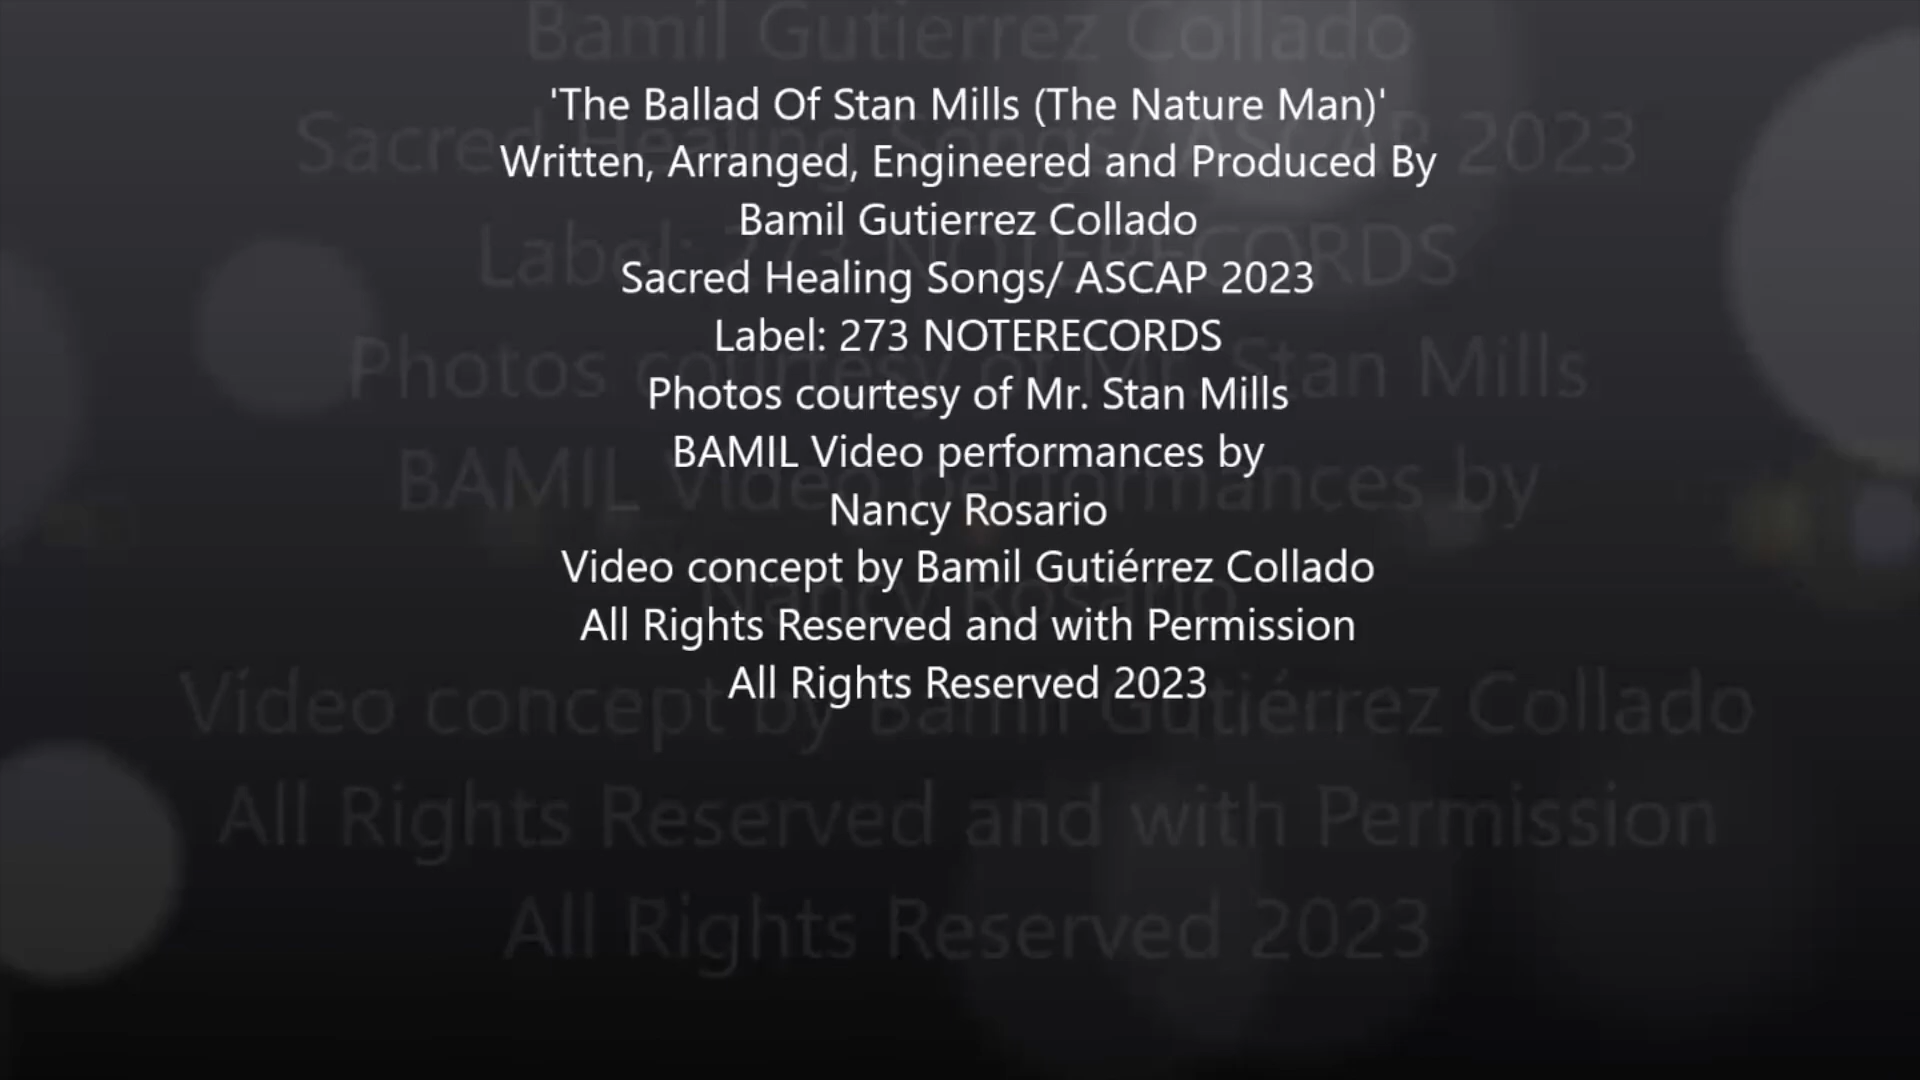 'The Ballad Of Stan Mills (The Nature Man)'
Written, Arranged, Engineered and Produced By
Bamil Gutierrez Collado
Sacred Healing Songs/ ASCAP 2023
Label: 273 NOTERECORDS
Photos courtesy of Mr. Stan Mills
BAMIL Video performances by
Nancy Rosario
Video concept by Bamil Gutiérrez Collado
All Rights Reserved and with Permission
All Rights Reserved 2023